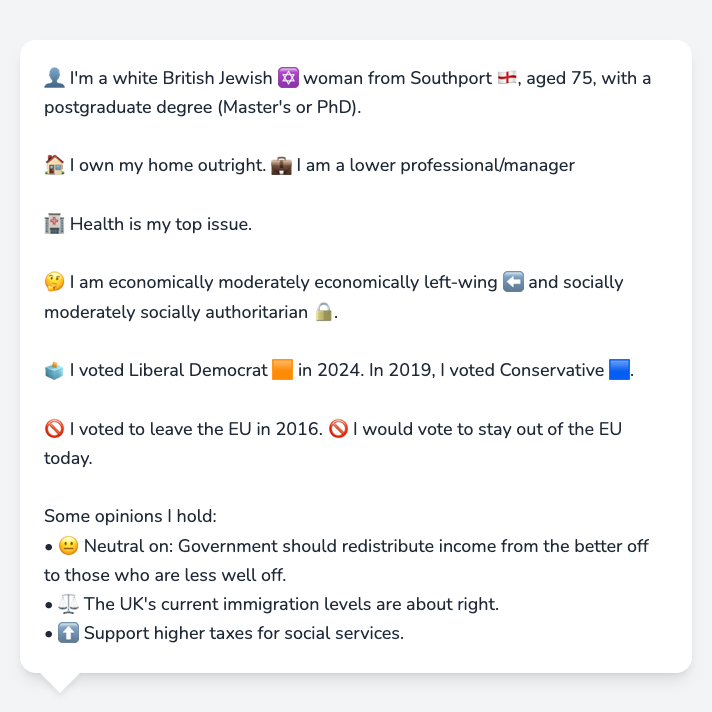 👤 I'm a white British Jewish ✡️ woman from Southport 🏴󠁧󠁢󠁥󠁮󠁧󠁿, aged 75, with a
postgraduate degree (Master's or PhD).
🏠 I own my home outright. 💼 I am a lower professional/manager
🏥 Health is my top issue.
🤔 I am economically moderately economically left-wing ⬅️ and socially
moderately socially authoritarian 🔒.
🗳️ I voted Liberal Democrat 🟧 in 2024. In 2019, I voted Conservative 🟦.
🚫 I voted to leave the EU in 2016. 🚫 I would vote to stay out of the EU
today.
Some opinions I hold:
• 😐 Neutral on: Government should redistribute income from the better off
to those who are less well off.
• ⚖️ The UK's current immigration levels are about right.
• ⬆️ Support higher taxes for social services.